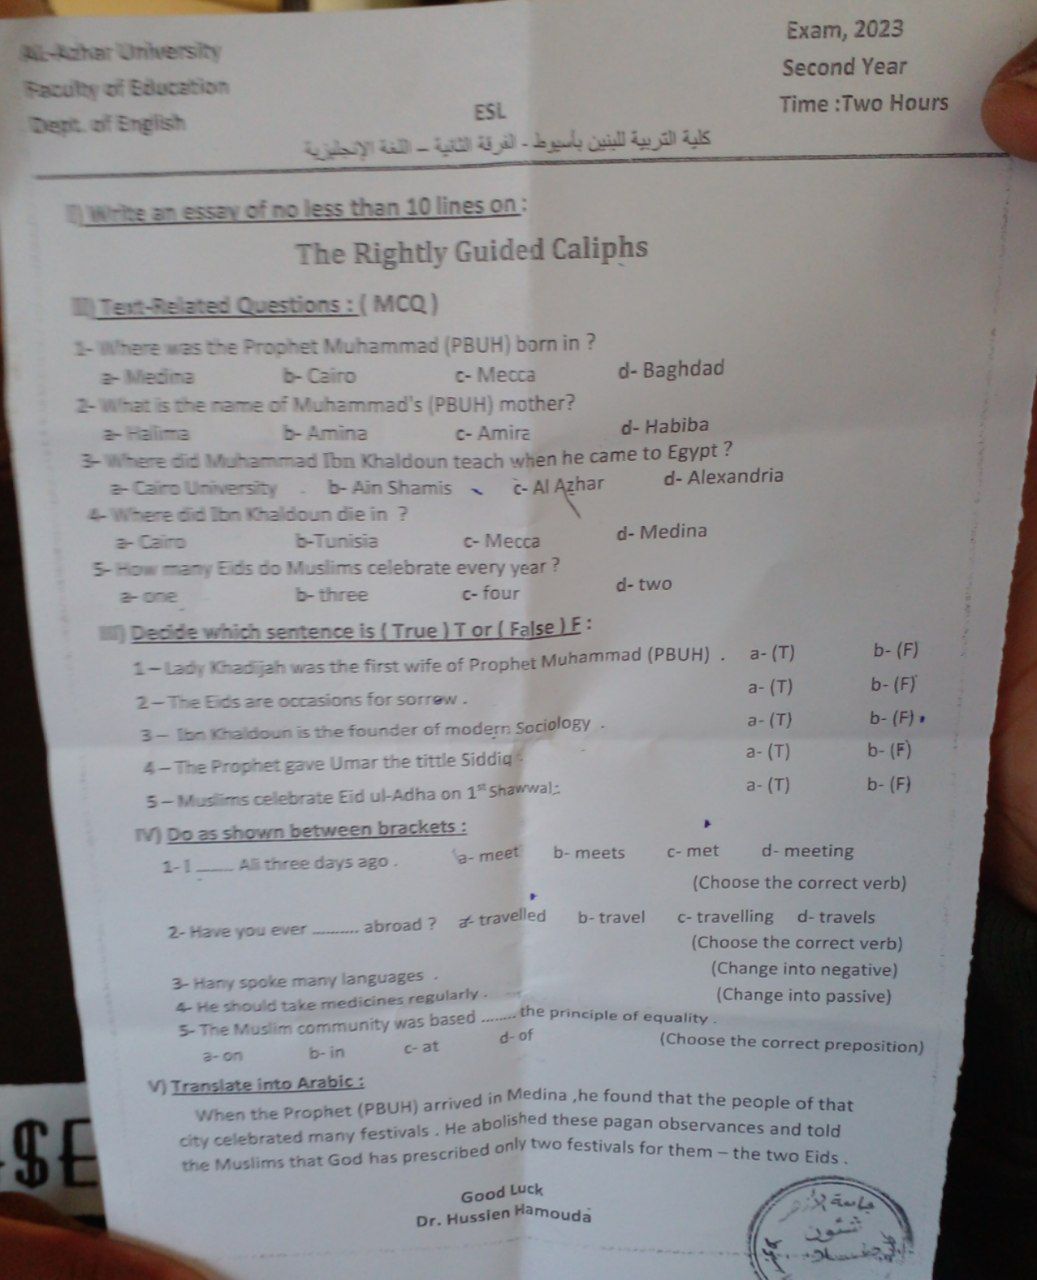 AL-Azhar University
Exam, 2023
Faculty of Education
Second Year
Dept. of English
ESL
Time :Two Hours
كلية التربية للبنين بأسيوط - الفرقة الثانية – اللغة الإنجليزية
I) Write an essay of no less than 10 lines on :
The Rightly Guided Caliphs
II) Text-Related Questions : ( MCQ )
1- Where was the Prophet Muhammad (PBUH) born in ?
a- Medina b- Cairo c- Mecca d- Baghdad
2- What is the name of Muhammad's (PBUH) mother?
a- Halima b- Amina c- Amira d- Habiba
3- Where did Muhammad Ibn Khaldoun teach when he came to Egypt ?
a- Cairo University b- Ain Shamis c- Al Azhar d- Alexandria
4- Where did Ibn Khaldoun die in ?
a- Cairo b-Tunisia c- Mecca d- Medina
5- How many Eids do Muslims celebrate every year ?
a- one b- three c- four d- two
III) Decide which sentence is ( True ) T or ( False ) F :
1 – Lady Khadijah was the first wife of Prophet Muhammad (PBUH) . a- (T) b- (F)
2 – The Eids are occasions for sorrow . a- (T) b- (F)
3 – Ibn Khaldoun is the founder of modern Sociology . a- (T) b- (F)
4 – The Prophet gave Umar the tittle Siddiq . a- (T) b- (F)
5 – Muslims celebrate Eid ul-Adha on 1st Shawwal . a- (T) b- (F)
IV) Do as shown between brackets :
1- I ...... Ali three days ago . a- meet b- meets c- met d- meeting
(Choose the correct verb)
2- Have you ever .......... abroad ? a- travelled b- travel c- travelling d- travels
(Choose the correct verb)
3- Hany spoke many languages . (Change into negative)
4- He should take medicines regularly . (Change into passive)
5- The Muslim community was based ........ the principle of equality .
a- on b- in c- at d- of (Choose the correct preposition)
V) Translate into Arabic :
When the Prophet (PBUH) arrived in Medina ,he found that the people of that
city celebrated many festivals . He abolished these pagan observances and told
the Muslims that God has prescribed only two festivals for them – the two Eids .
Good Luck
Dr. Hussien Hamouda
جامعة الأزهر
شئون
$E